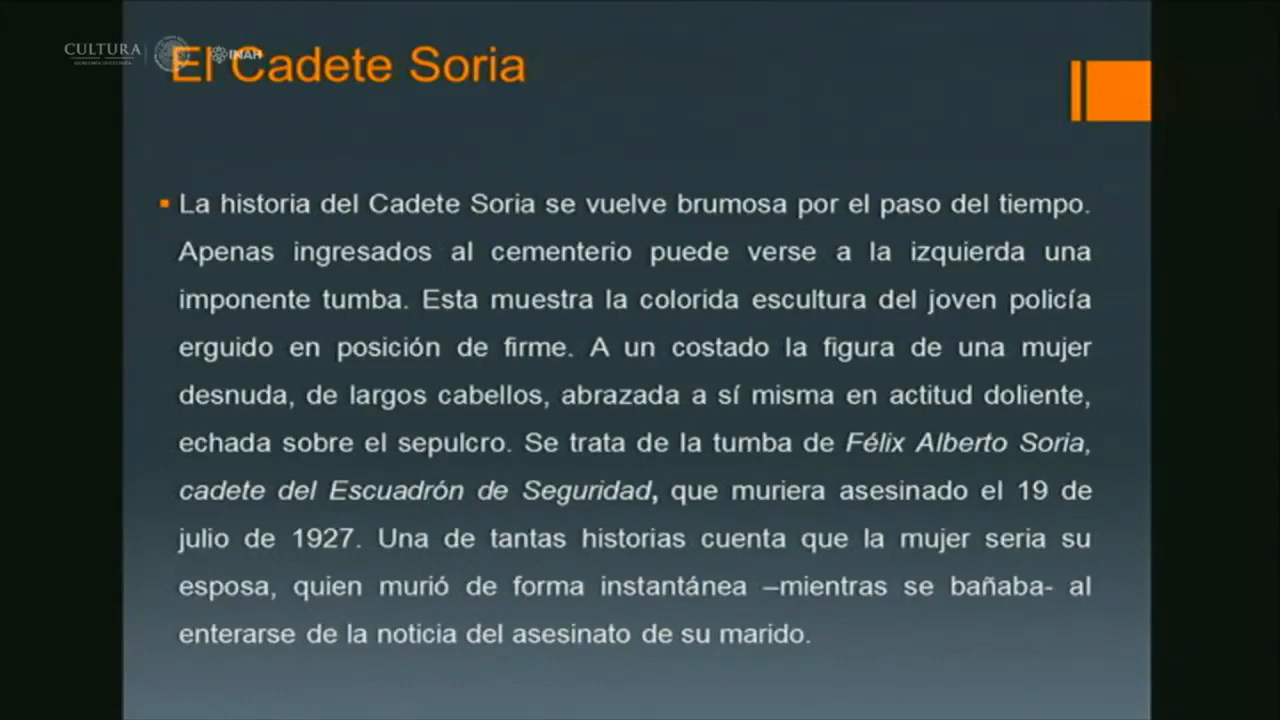 CULTURA
SECRETARÍA DE CULTURA
INAH
El Cadete Soria
La historia del Cadete Soria se vuelve brumosa por el paso del tiempo.
Apenas ingresados al cementerio puede verse a la izquierda una
imponente tumba. Esta muestra la colorida escultura del joven policía
erguido en posición de firme. A un costado la figura de una mujer
desnuda, de largos cabellos, abrazada a sí misma en actitud doliente,
echada sobre el sepulcro. Se trata de la tumba de Félix Alberto Soria,
cadete del Escuadrón de Seguridad, que muriera asesinado el 19 de
julio de 1927. Una de tantas historias cuenta que la mujer seria su
esposa, quien murió de forma instantánea –mientras se bañaba- al
enterarse de la noticia del asesinato de su marido.